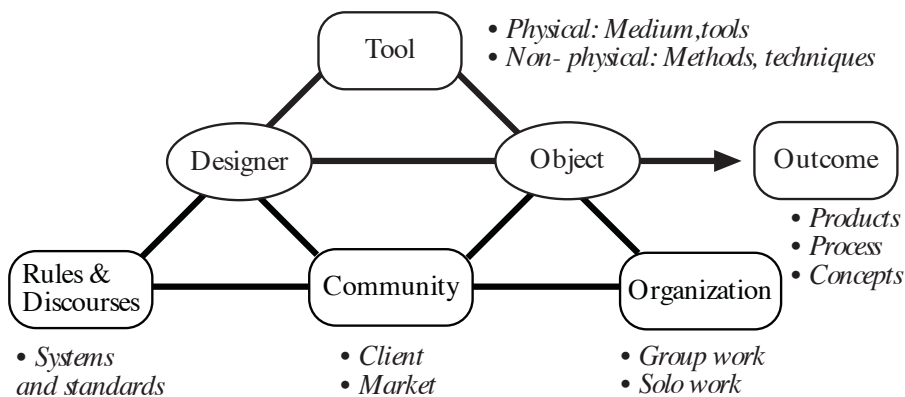 Tool
• Physical: Medium,tools
• Non- physical: Methods, techniques
Designer
Object
Outcome
• Products
• Process
• Concepts
Rules &
Discourses
Community
Organization
• Systems
and standards
• Client
• Market
• Group work
• Solo work